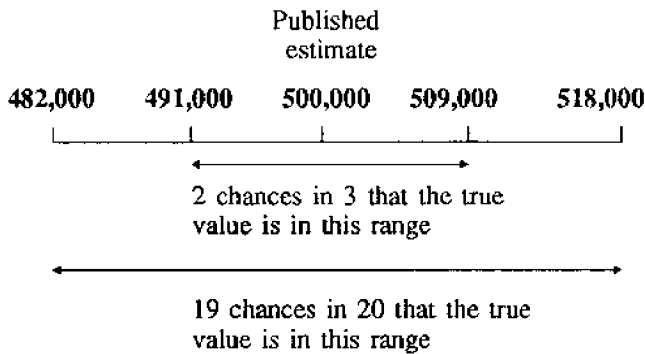 Published
estimate
482,000 491,000 500,000 509,000 518,000
2 chances in 3 that the true
value is in this range
19 chances in 20 that the true
value is in this range